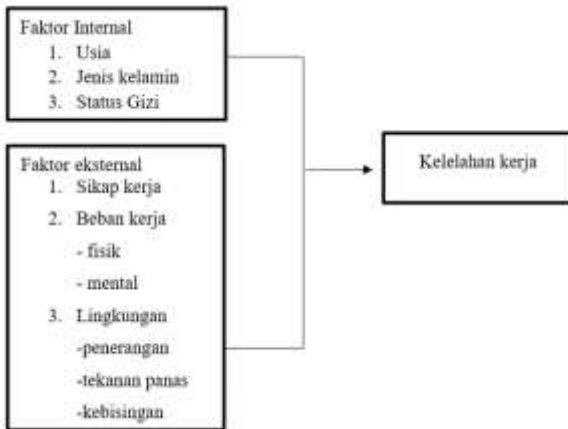 Faktor Internal
1. Usia
2. Jenis kelamin
3. Status Gizi
Faktor eksternal
1. Sikap kerja
2. Beban kerja
- fisik
- mental
3. Lingkungan
-penerangan
-tekanan panas
-kebisingan
Kelelahan kerja